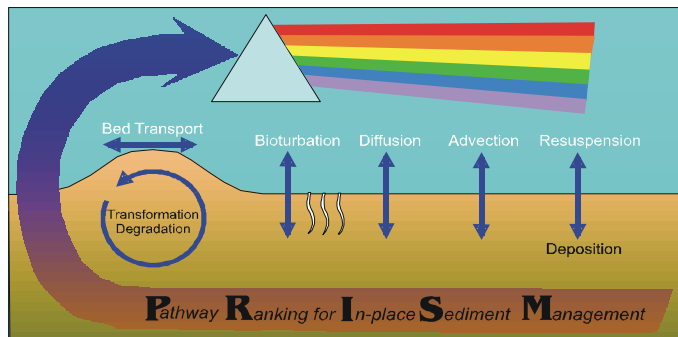 Bed Transport
Bioturbation Diffusion Advection Resuspension
Transformation
Degradation
Deposition
Pathway Ranking for In-place Sediment Management